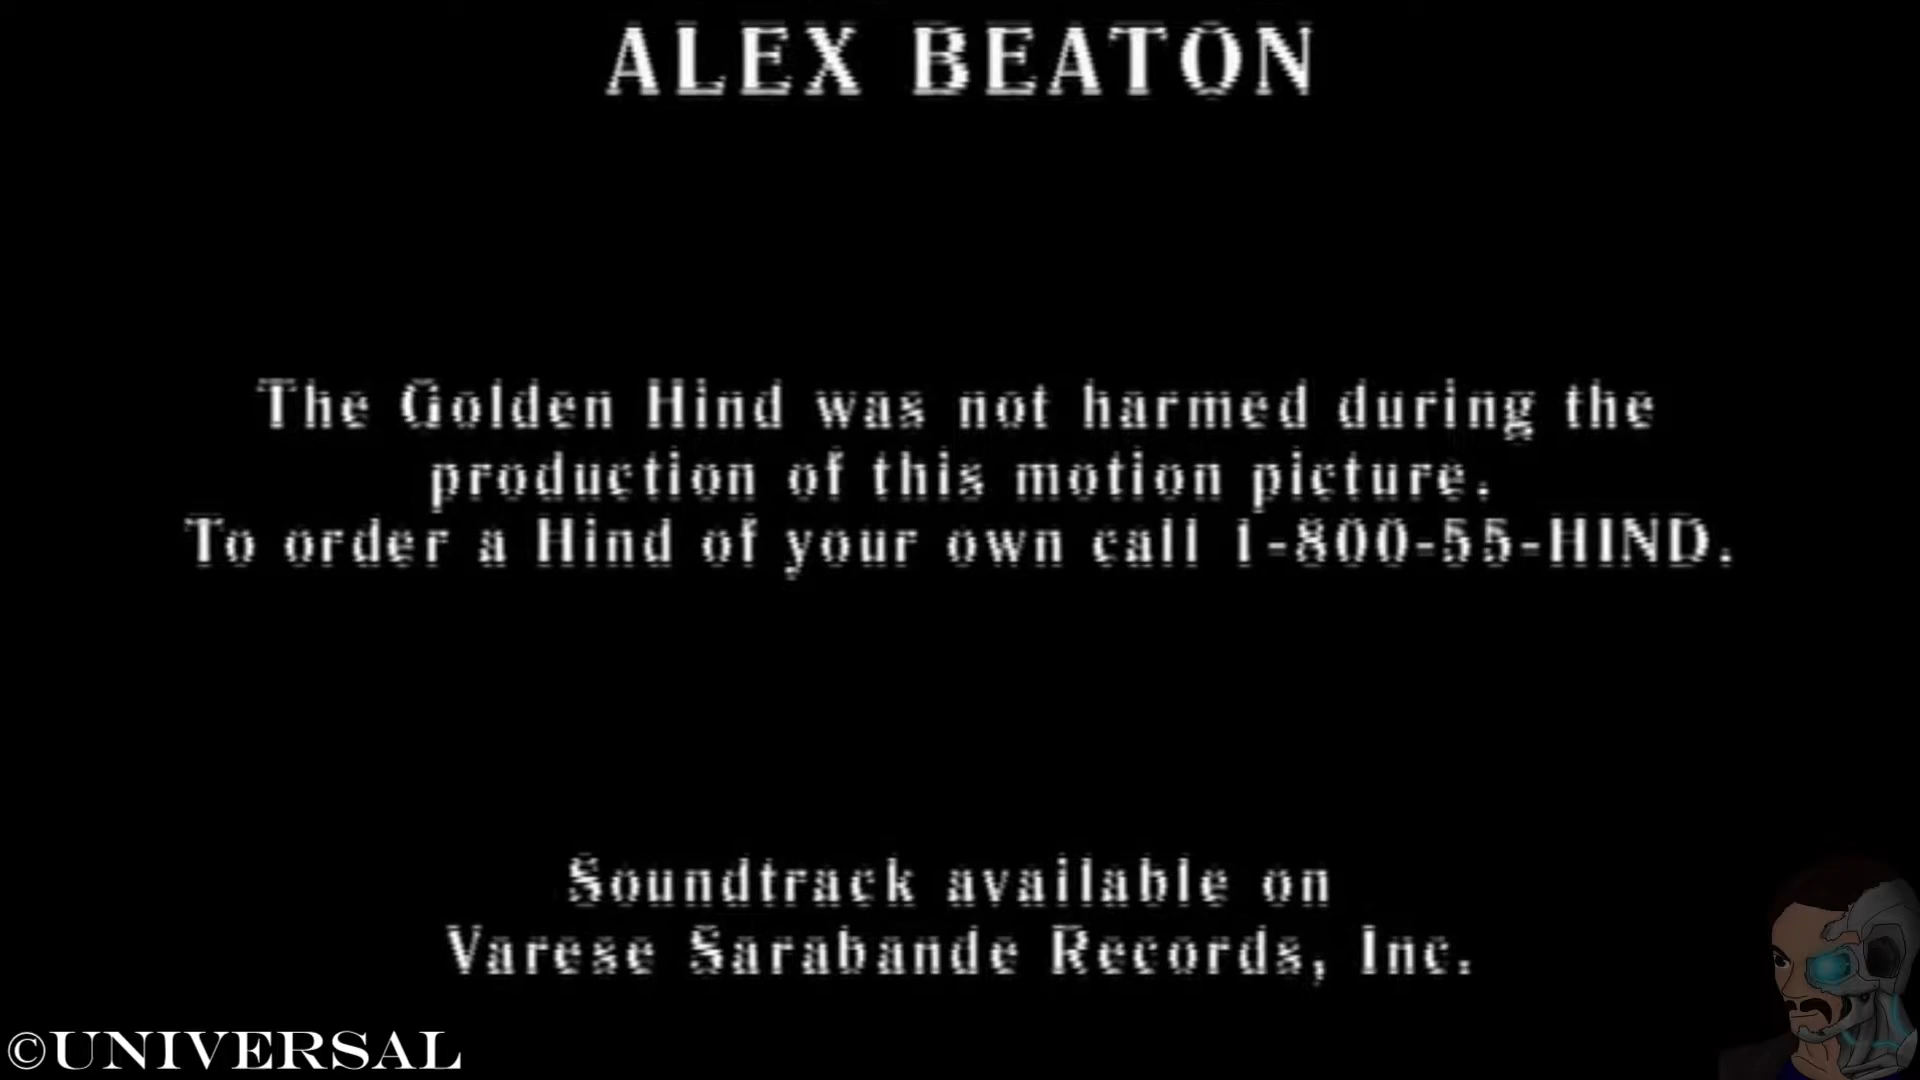 ALEX BEATON
The Golden Hind was not harmed during the
production of this motion picture.
To order a Hind of your own call 1-800-55-HIND.
Soundtrack available on
Varese Sarabande Records, Inc.
©UNIVERSAL